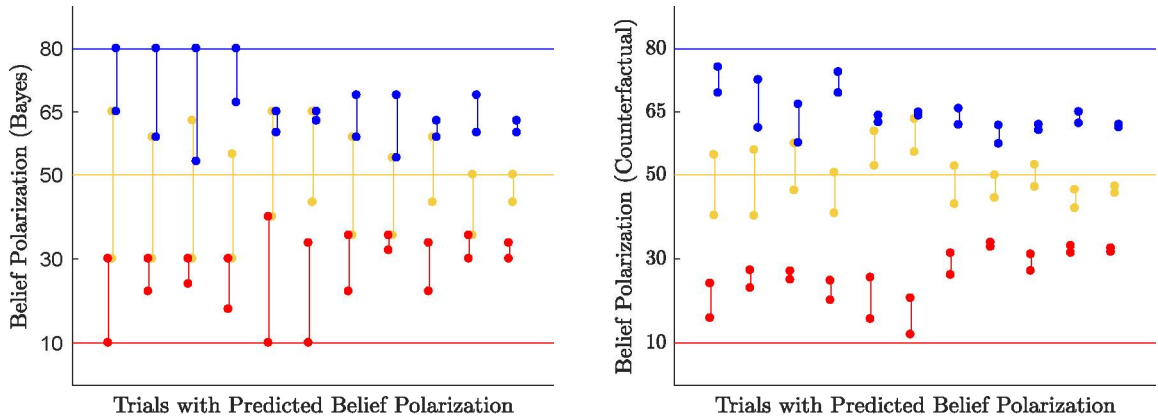 Belief Polarization (Bayes)
80
65
50
30
10
Trials with Predicted Belief Polarization
Belief Polarization (Counterfactual)
80
65
50
30
10
Trials with Predicted Belief Polarization